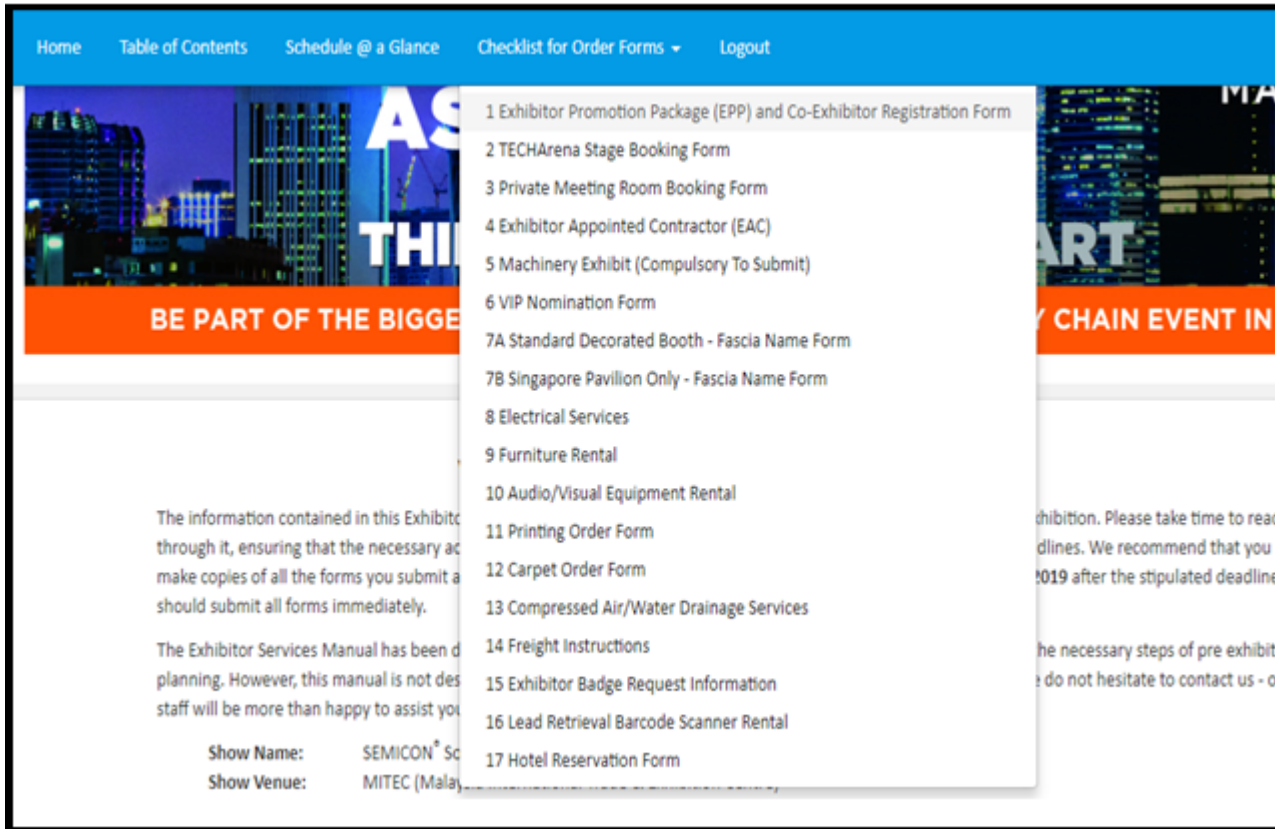 Home Table of Contents Schedule @ a Glance Checklist for Order Forms Logout
AS
MA
THI
ART
BE PART OF THE BIGGE
Y CHAIN EVENT IN
1 Exhibitor Promotion Package (EPP) and Co-Exhibitor Registration Form
2 TECHArena Stage Booking Form
3 Private Meeting Room Booking Form
4 Exhibitor Appointed Contractor (EAC)
5 Machinery Exhibit (Compulsory To Submit)
6 VIP Nomination Form
7A Standard Decorated Booth - Fascia Name Form
7B Singapore Pavilion Only - Fascia Name Form
8 Electrical Services
9 Furniture Rental
10 Audio/Visual Equipment Rental
11 Printing Order Form
12 Carpet Order Form
13 Compressed Air/Water Drainage Services
14 Freight Instructions
15 Exhibitor Badge Request Information
16 Lead Retrieval Barcode Scanner Rental
17 Hotel Reservation Form
The information contained in this Exhibito hibition. Please take time to read
through it, ensuring that the necessary ac dlines. We recommend that you
make copies of all the forms you submit a 2019 after the stipulated deadline
should submit all forms immediately.
The Exhibitor Services Manual has been d he necessary steps of pre exhibit
planning. However, this manual is not des e do not hesitate to contact us - o
staff will be more than happy to assist you
Show Name: SEMICON® So
Show Venue: MITEC (Malay